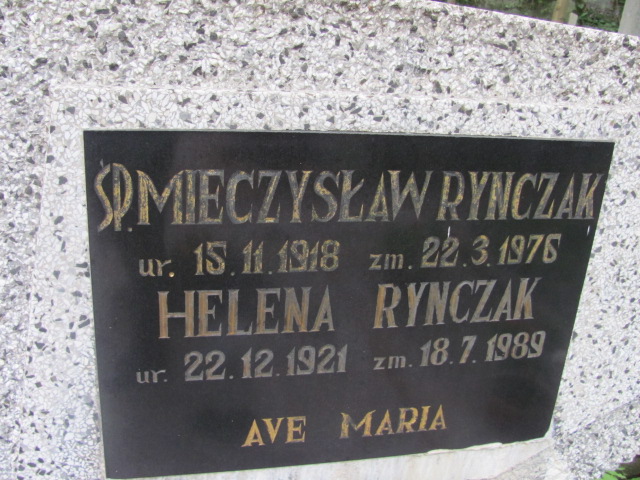 ŚP. MIECZYSŁAW RYNCZAK
ur. 15.11.1918 zm. 22.3.1976
HELENA RYNCZAK
ur. 22.12.1921 zm. 18.7.1989
AVE MARIA